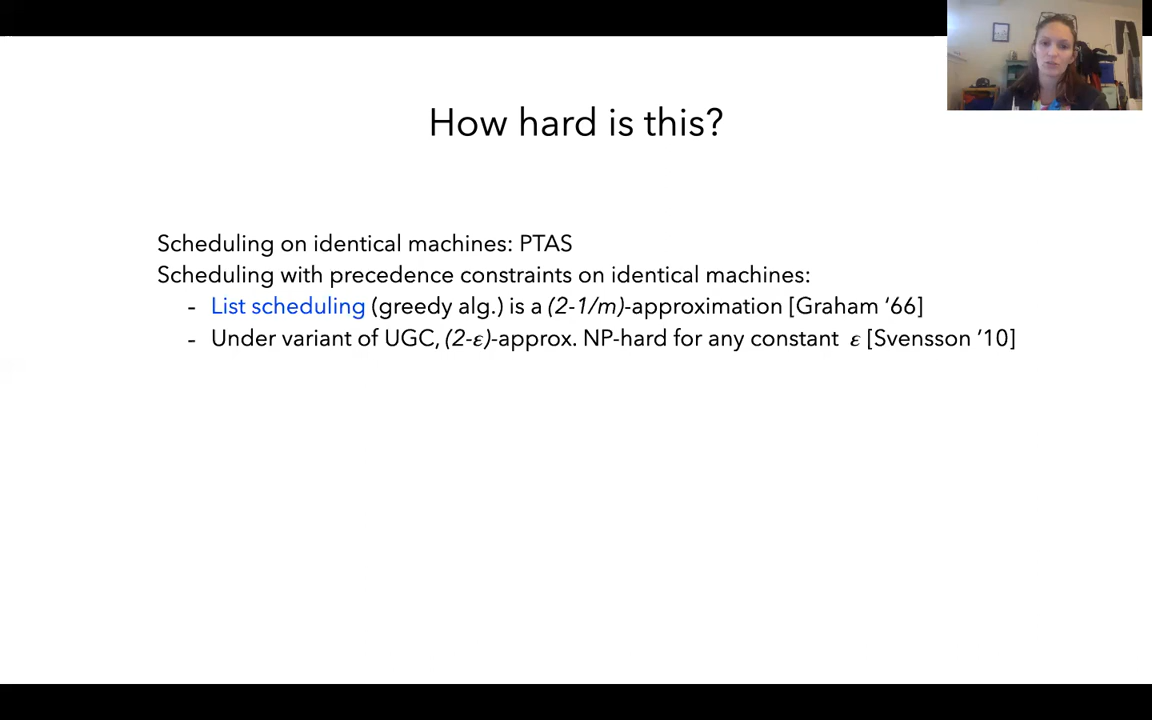 How hard is this?
Scheduling on identical machines: PTAS
Scheduling with precedence constraints on identical machines:
- List scheduling (greedy alg.) is a (2-1/m)-approximation [Graham ‘66]
- Under variant of UGC, (2-ε)-approx. NP-hard for any constant ε [Svensson ’10]